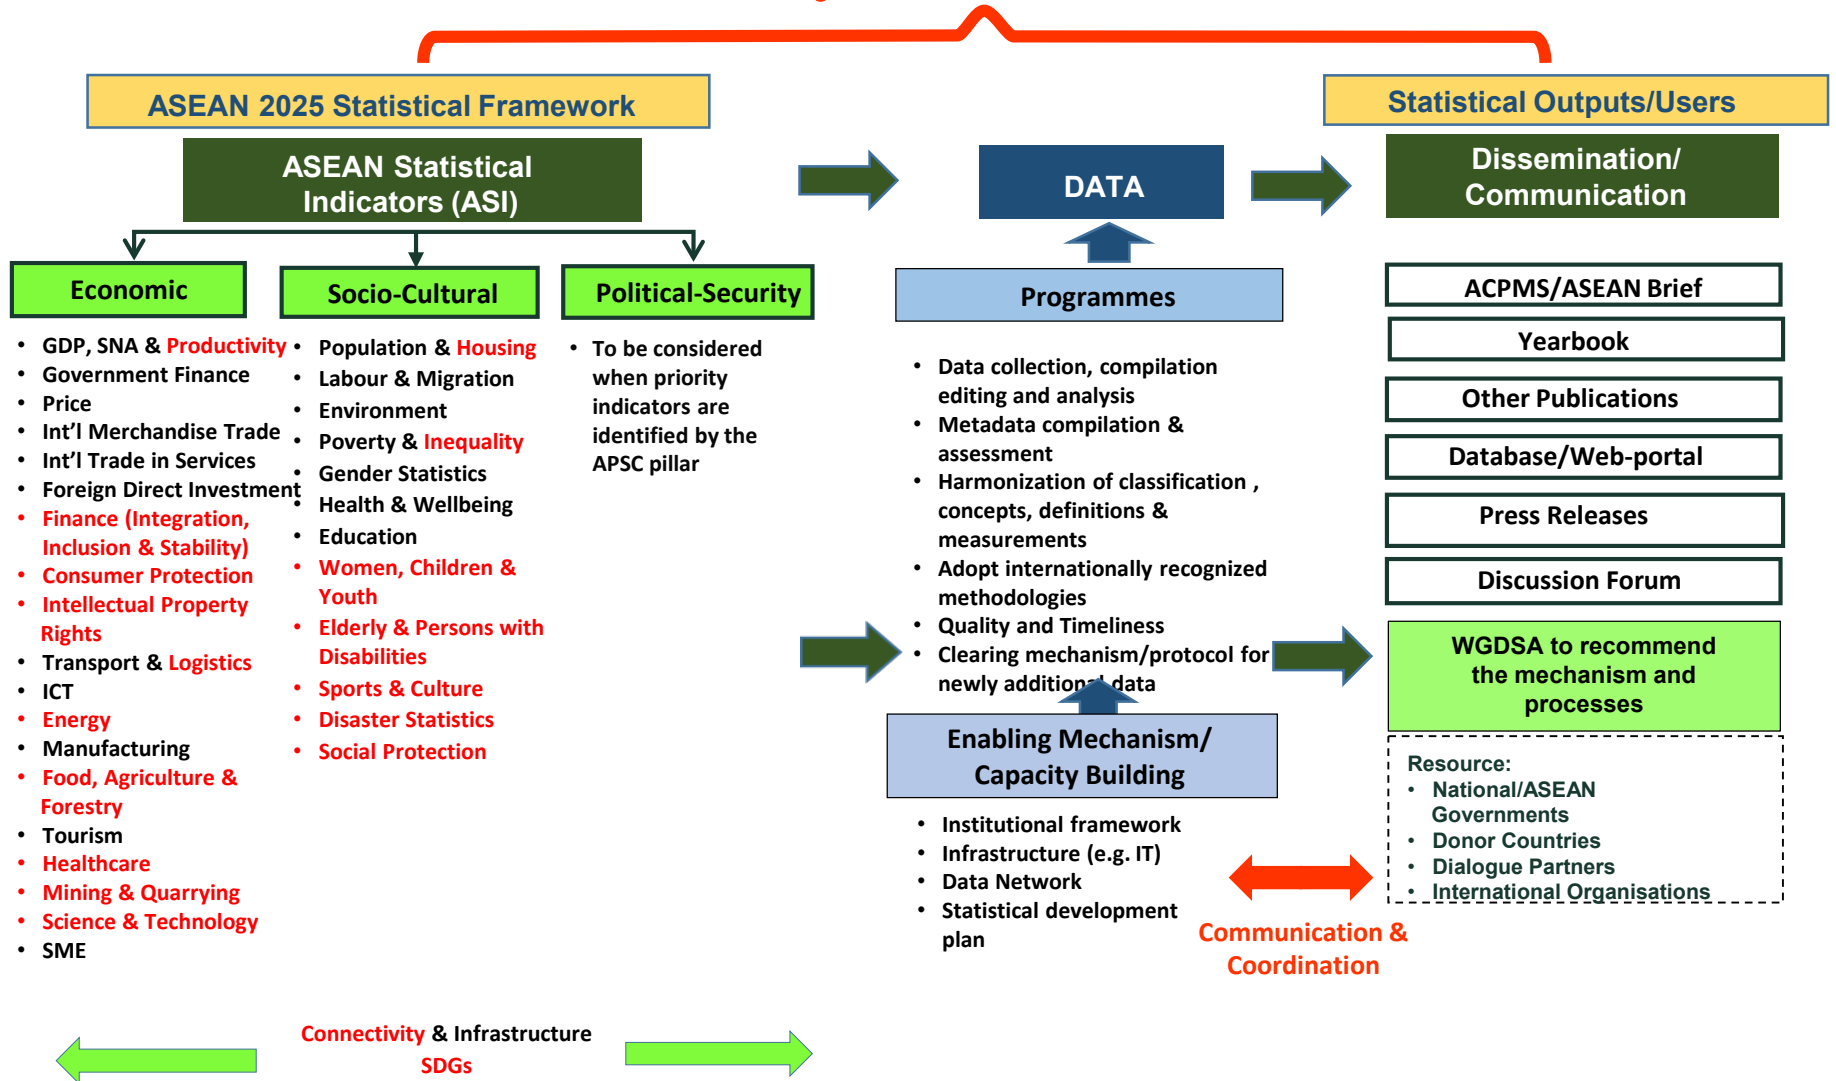 ASEAN 2025 Statistical Framework
Statistical Outputs/Users
ASEAN Statistical
Indicators (ASI)
DATA
Dissemination/
Communication
Economic
• GDP, SNA & Productivity
• Government Finance
• Price
• Int’l Merchandise Trade
• Int’l Trade in Services
• Foreign Direct Investment
• Finance (Integration,
Inclusion & Stability)
• Consumer Protection
• Intellectual Property
Rights
• Transport & Logistics
• ICT
• Energy
• Manufacturing
• Food, Agriculture &
Forestry
• Tourism
• Healthcare
• Mining & Quarrying
• Science & Technology
• SME
Socio-Cultural
• Population & Housing
• Labour & Migration
• Environment
• Poverty & Inequality
• Gender Statistics
• Health & Wellbeing
• Education
• Women, Children &
Youth
• Elderly & Persons with
Disabilities
• Sports & Culture
• Disaster Statistics
• Social Protection
Political-Security
• To be considered
when priority
indicators are
identified by the
APSC pillar
Programmes
• Data collection, compilation
editing and analysis
• Metadata compilation &
assessment
• Harmonization of classification ,
concepts, definitions &
measurements
• Adopt internationally recognized
methodologies
• Quality and Timeliness
• Clearing mechanism/protocol for
newly additional data
Enabling Mechanism/
Capacity Building
• Institutional framework
• Infrastructure (e.g. IT)
• Data Network
• Statistical development
plan
ACPMS/ASEAN Brief
Yearbook
Other Publications
Database/Web-portal
Press Releases
Discussion Forum
WGDSA to recommend
the mechanism and
processes
Resource:
• National/ASEAN
Governments
• Donor Countries
• Dialogue Partners
• International Organisations
Communication &
Coordination
Connectivity & Infrastructure
SDGs